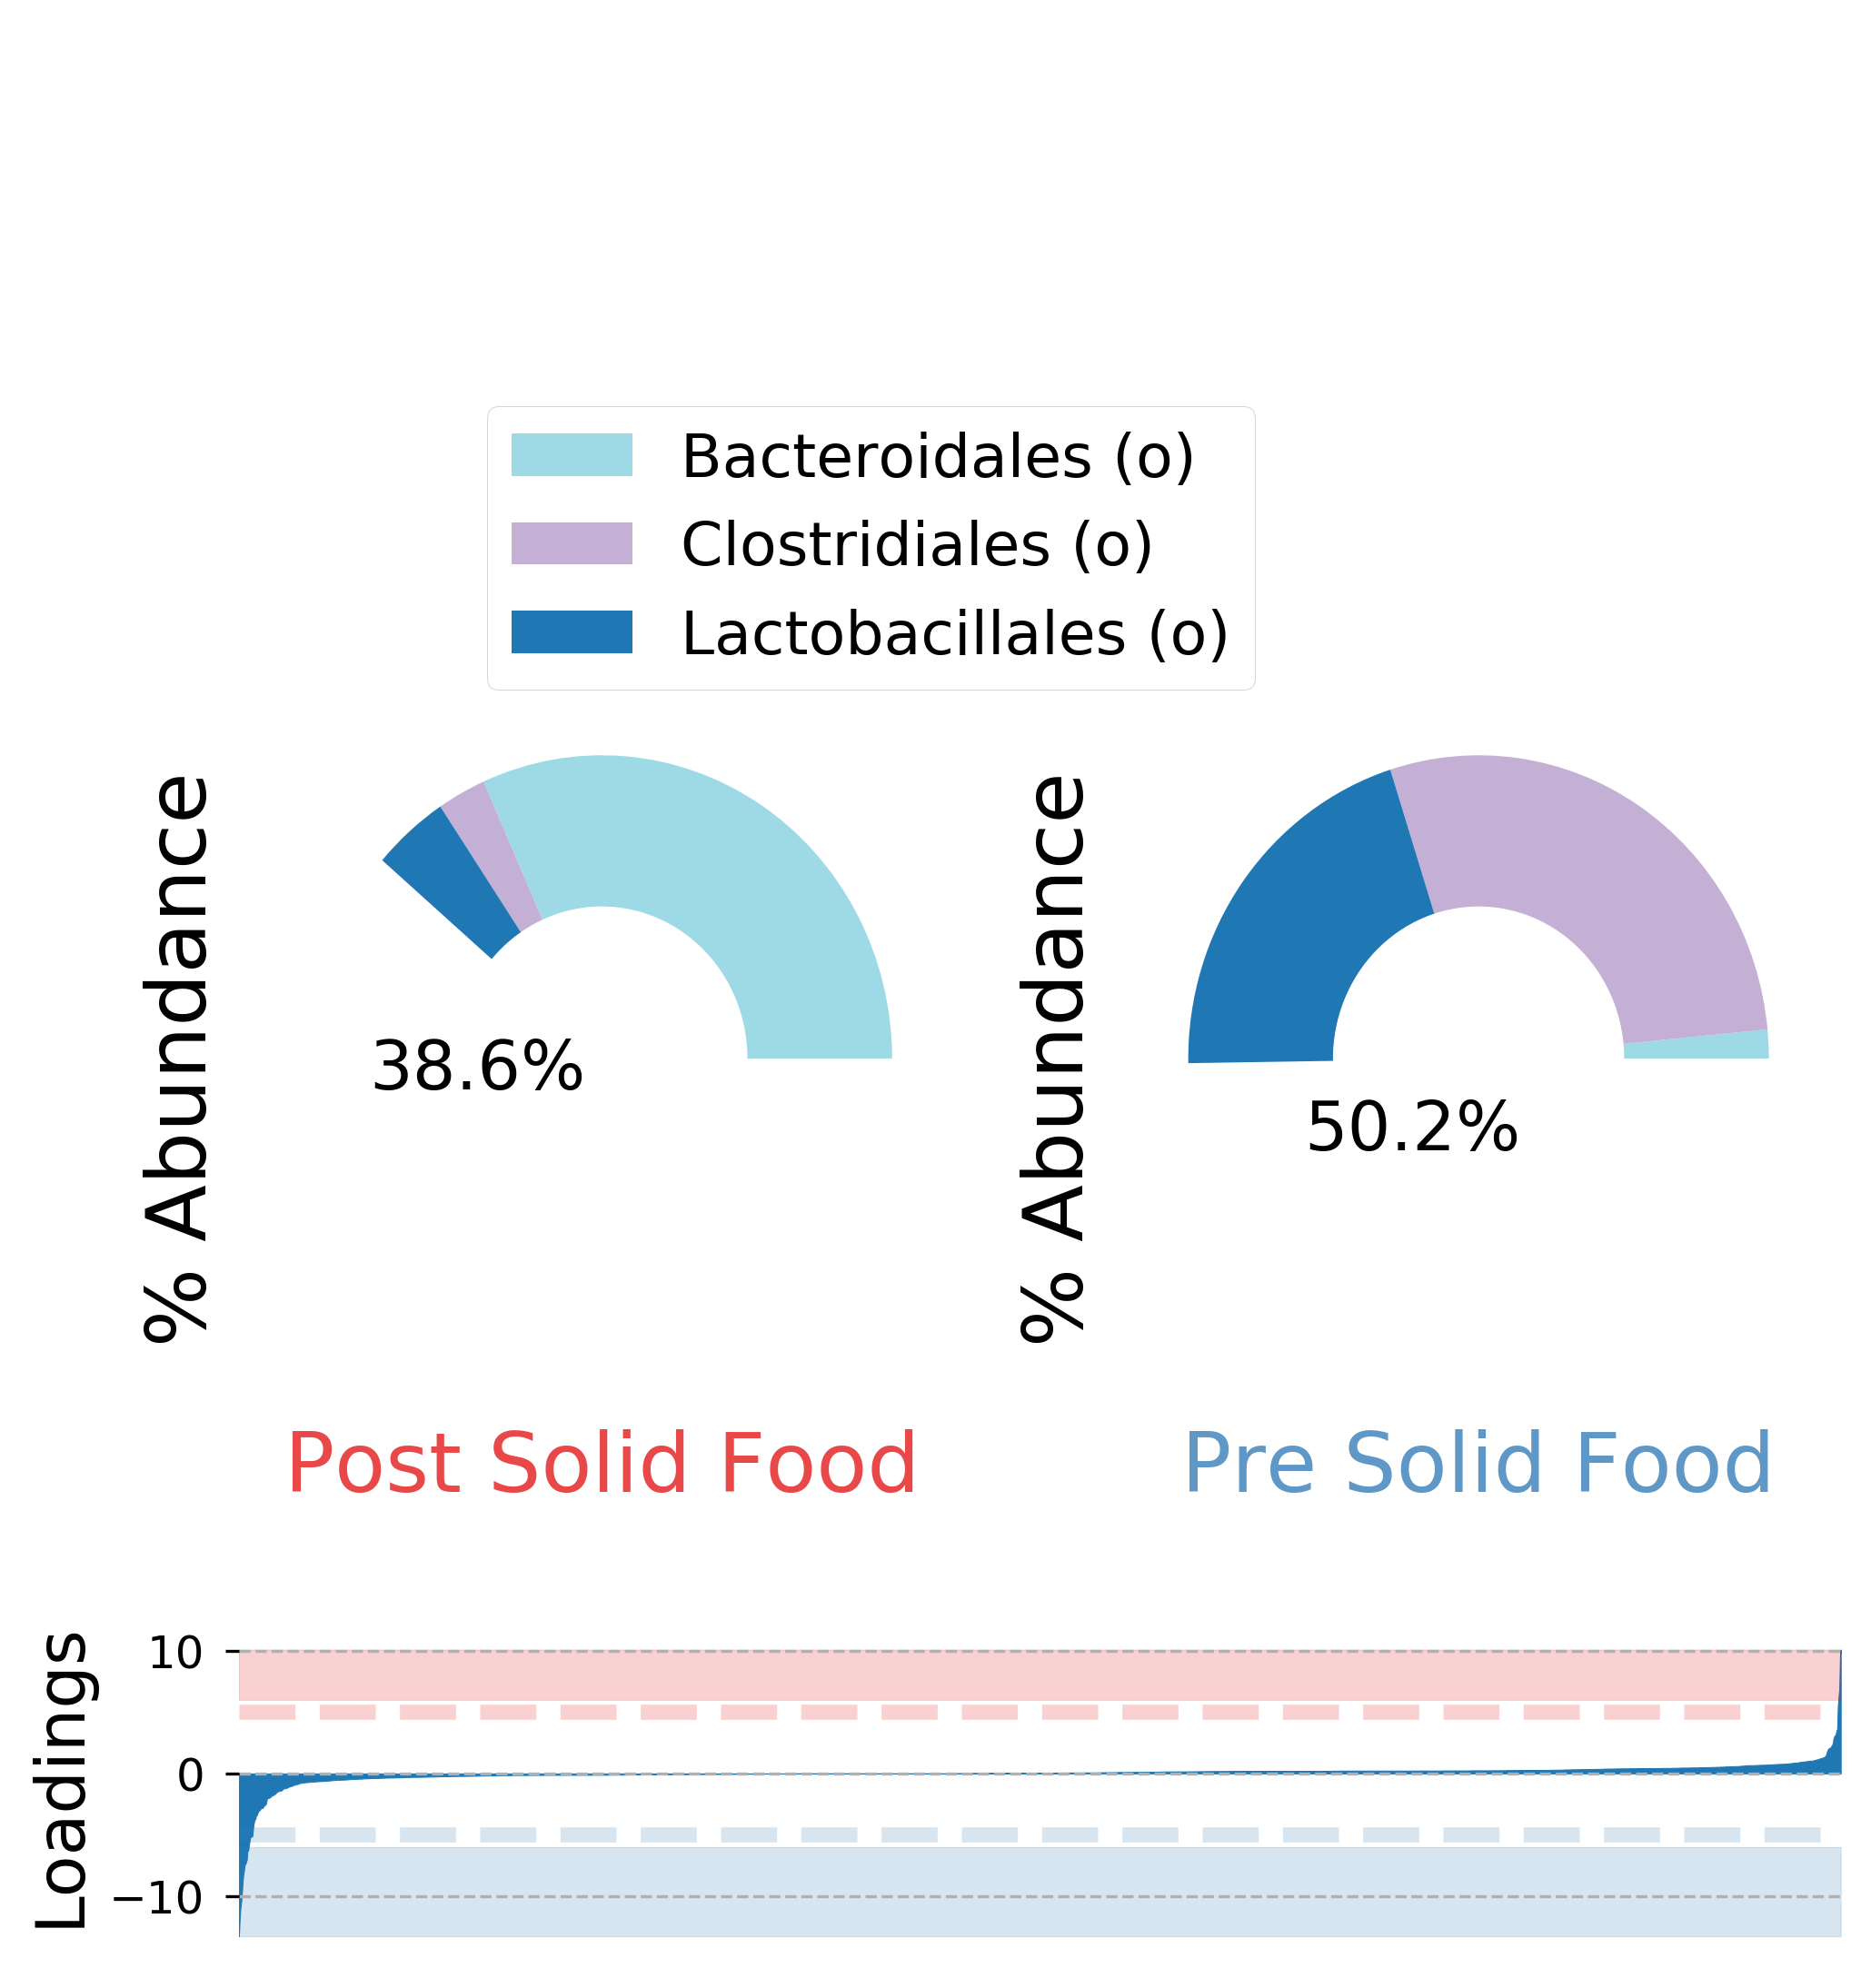 Bacteroidales (o)
Clostridiales (o)
Lactobacillales (o)
% Abundance
38.6%
% Abundance
50.2%
Post Solid Food
Pre Solid Food
Loadings
10
0
−10